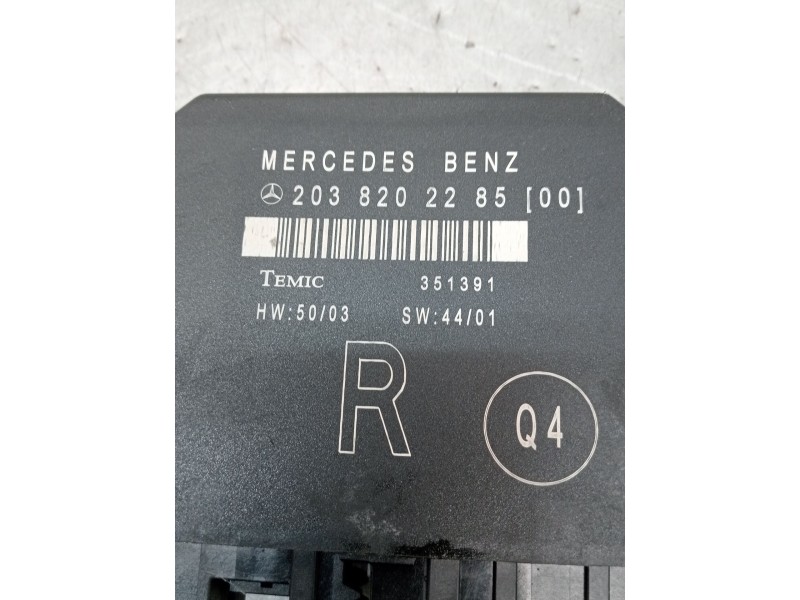 MERCEDES BENZ
203 820 22 85 [00]
TEMIC 351391
HW:50/03 SW:44/01
R
Q4